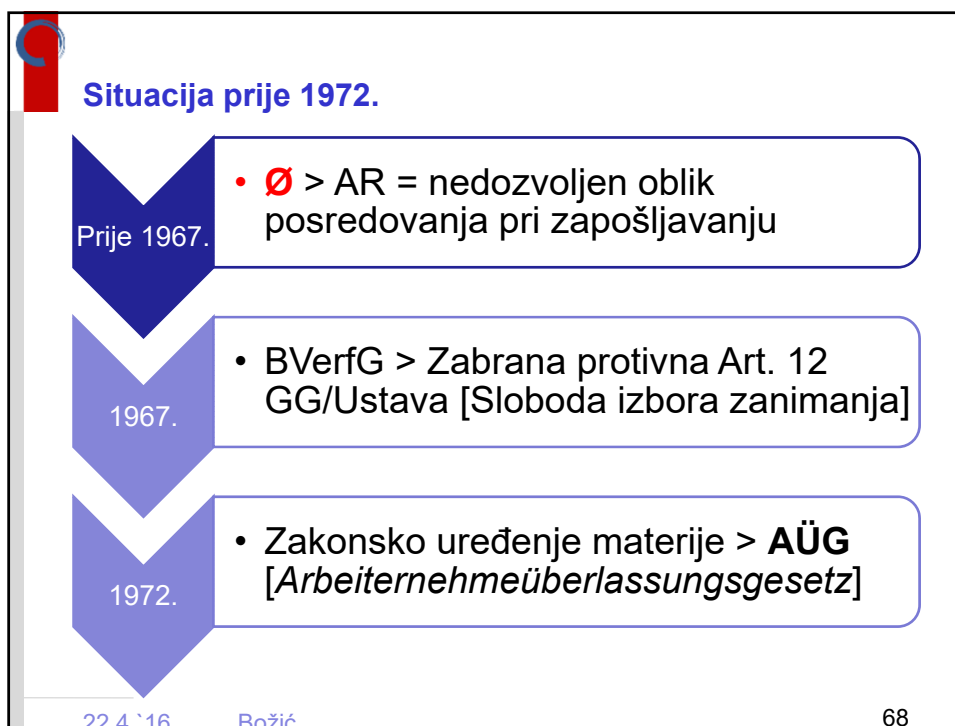 Situacija prije 1972.
Prije 1967.
• Ø > AR = nedozvoljen oblik
posredovanja pri zapošljavanju
1967.
• BVerfG > Zabrana protivna Art. 12
GG/Ustava [Sloboda izbora zanimanja]
1972.
• Zakonsko uređenje materije > AÜG
[Arbeiternehmeüberlassungsgesetz]
22.4.`16 Božić 68